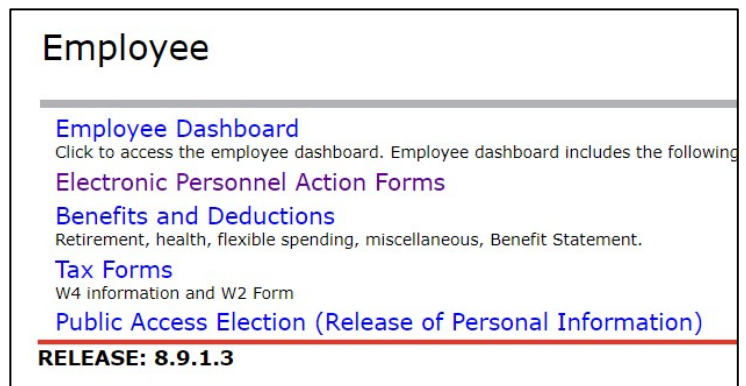 Employee
Employee Dashboard
Click to access the employee dashboard. Employee dashboard includes the following
Electronic Personnel Action Forms
Benefits and Deductions
Retirement, health, flexible spending, miscellaneous, Benefit Statement.
Tax Forms
W4 information and W2 Form
Public Access Election (Release of Personal Information)
RELEASE: 8.9.1.3